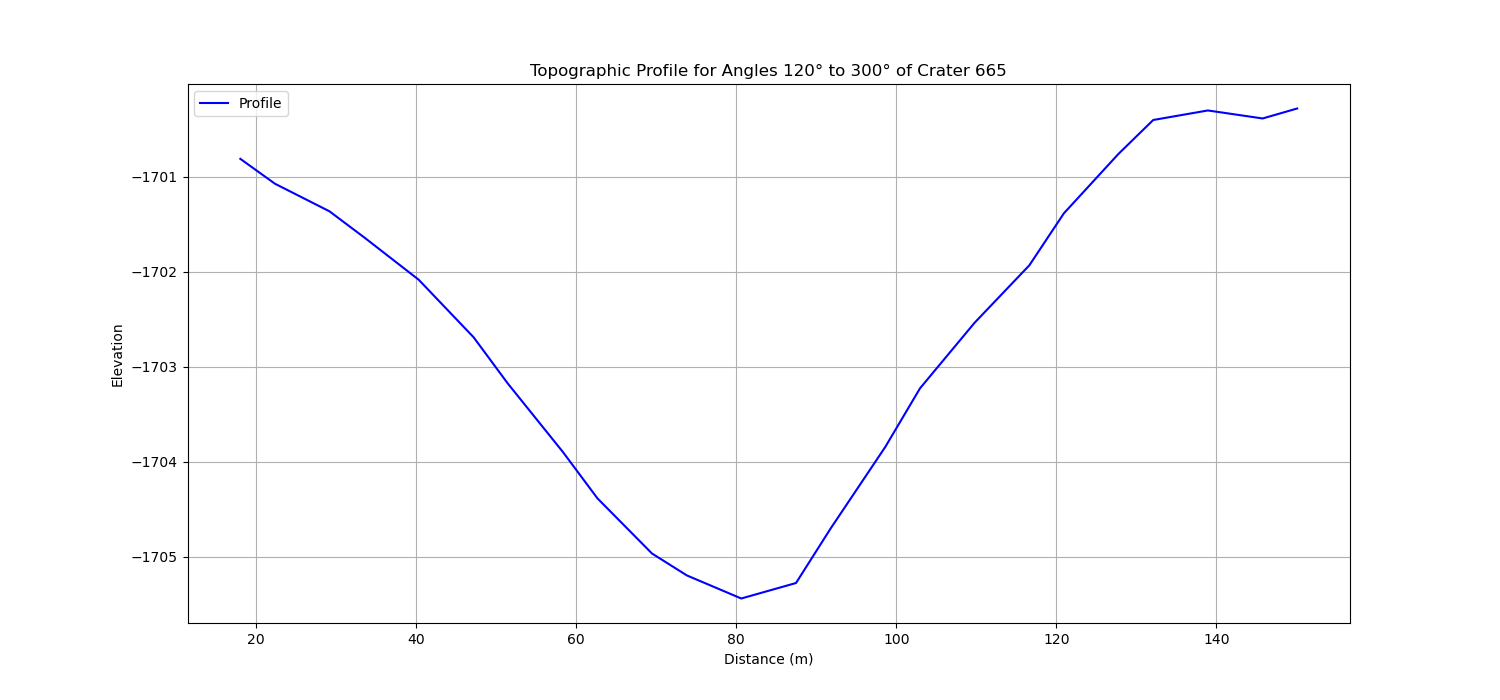 Topographic Profile for Angles 120° to 300° of Crater 665
Profile
−1701
−1702
−1703
−1704
−1705
Elevation
20 40 60 80 100 120 140
Distance (m)